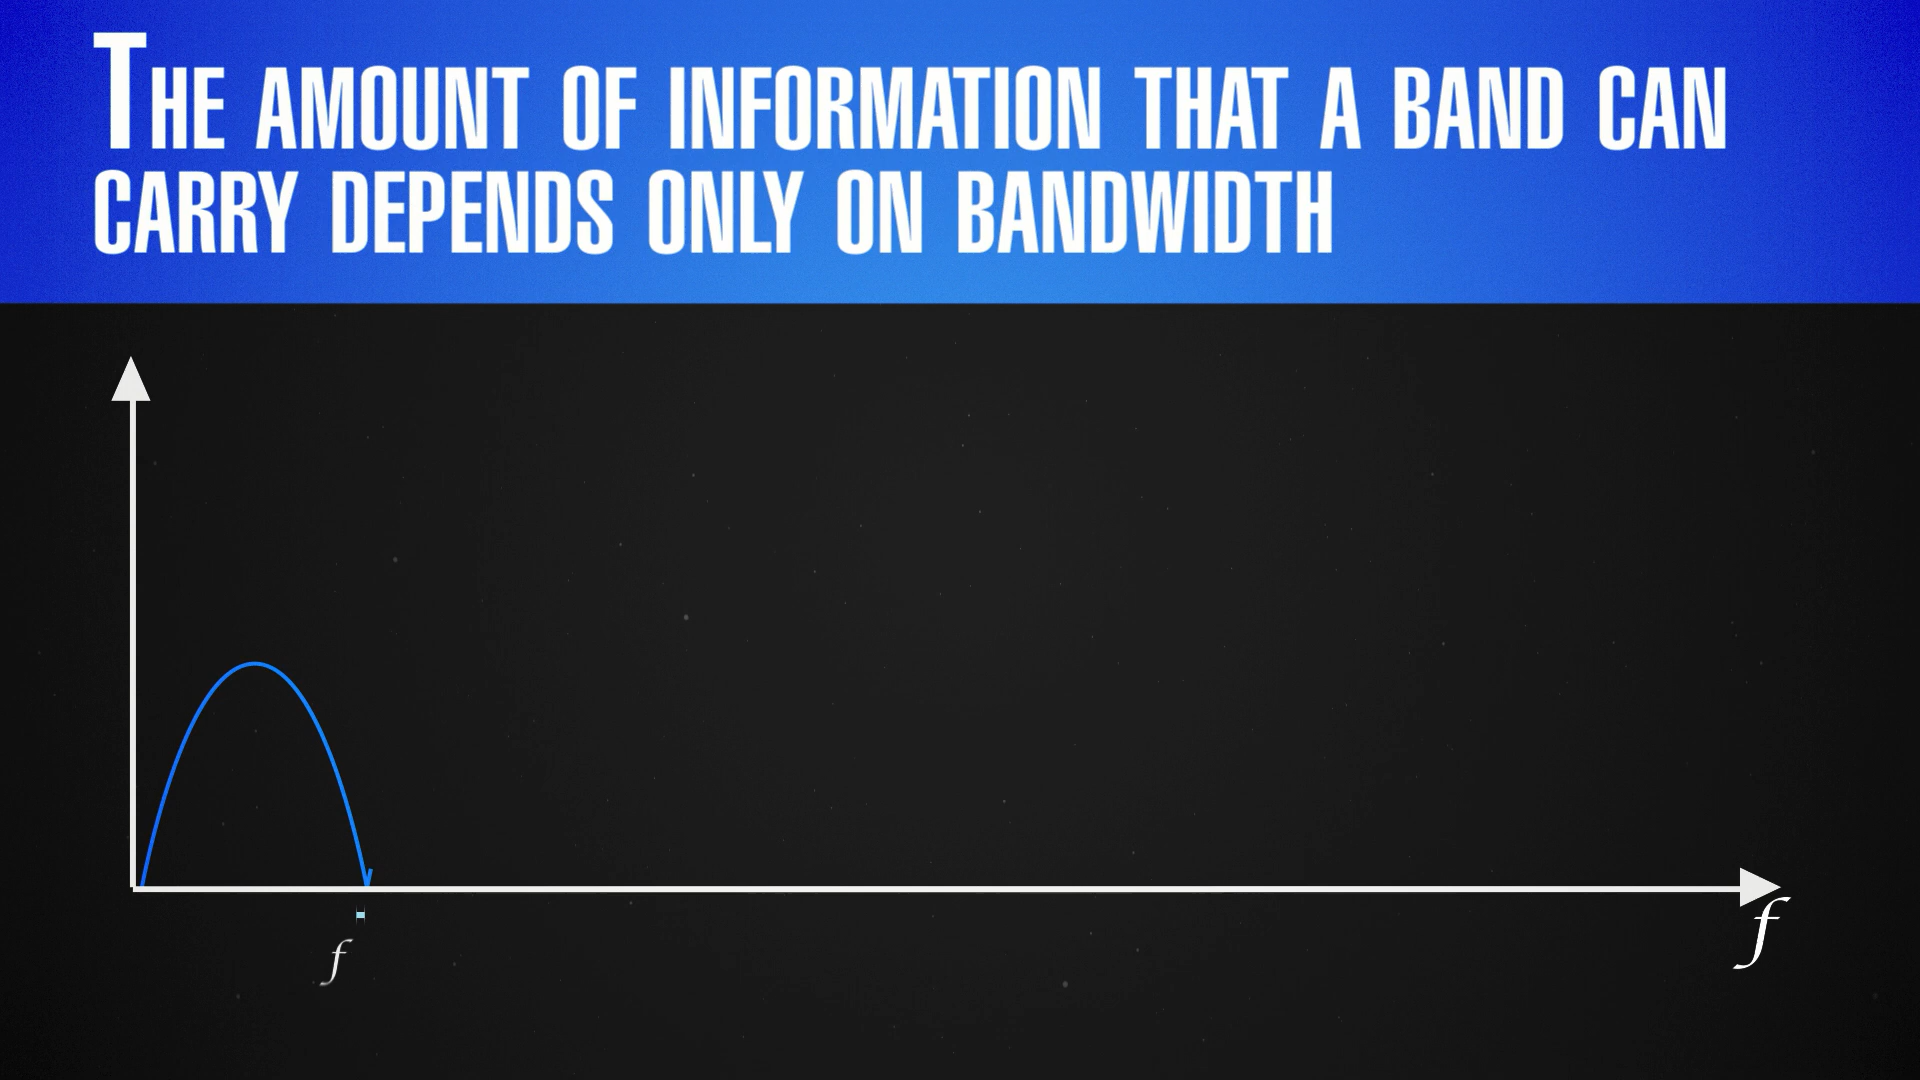 THE AMOUNT OF INFORMATION THAT A BAND CAN
CARRY DEPENDS ONLY ON BANDWIDTH
f
f